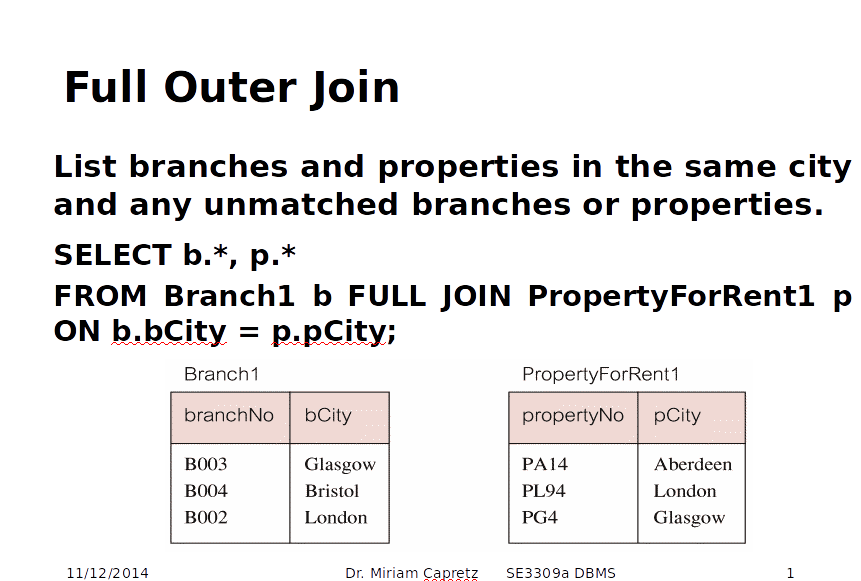 Full Outer Join
List branches and properties in the same city
and any unmatched branches or properties.
SELECT b.*, p.*
FROM Branch1 b FULL JOIN PropertyForRent1 p
ON b.bCity = p.pCity;
Branch1 PropertyForRent1
branchNo bCity propertyNo pCity
B003 Glasgow PA14 Aberdeen
B004 Bristol PL94 London
B002 London PG4 Glasgow
11/12/2014 Dr. Miriam Capretz SE3309a DBMS 1